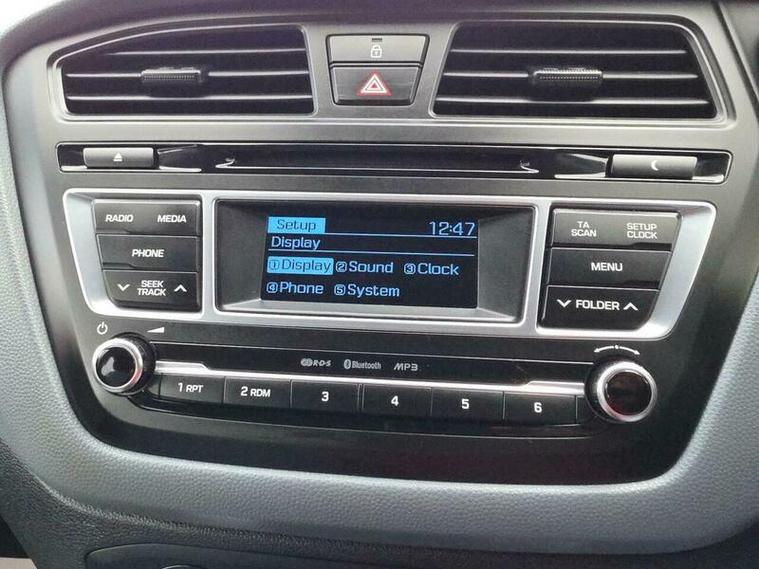 RADIO MEDIA
PHONE
SEEK
TRACK
Setup 12:47
Display
①Display ②Sound ③Clock
④Phone ⑤System
TA SETUP
SCAN CLOCK
MENU
FOLDER
R·D·S Bluetooth MP3
1 RPT 2 RDM 3 4 5 6